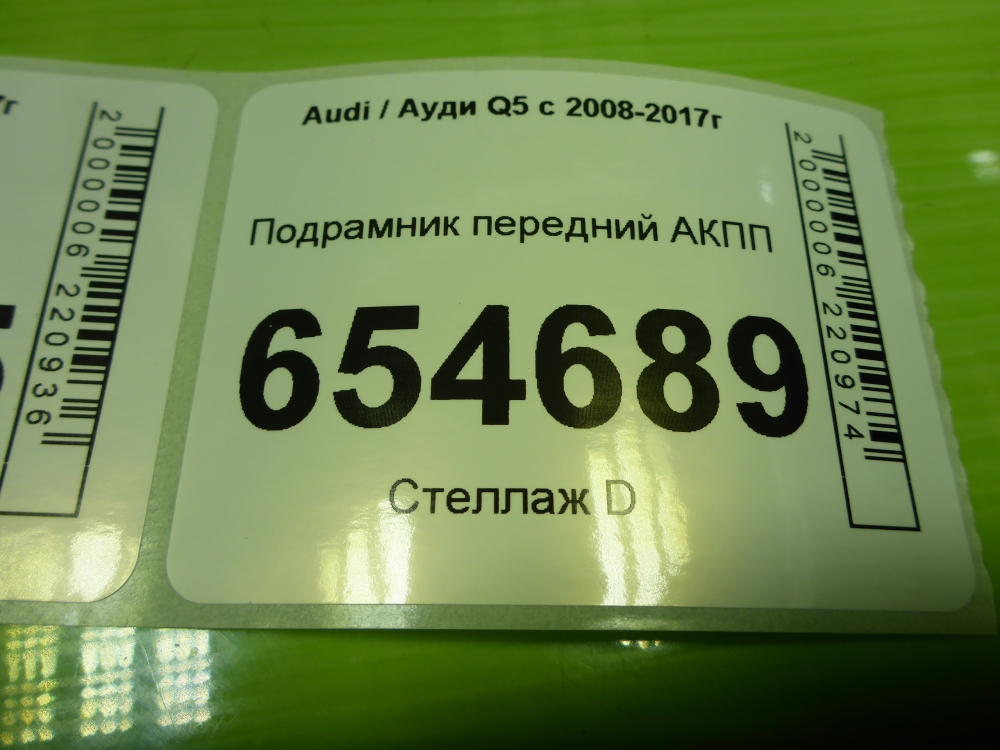 Audi / Ауди Q5 с 2008-2017г
Подрамник передний АКПП
654689
Стеллаж D
2000006220974
2000006220936